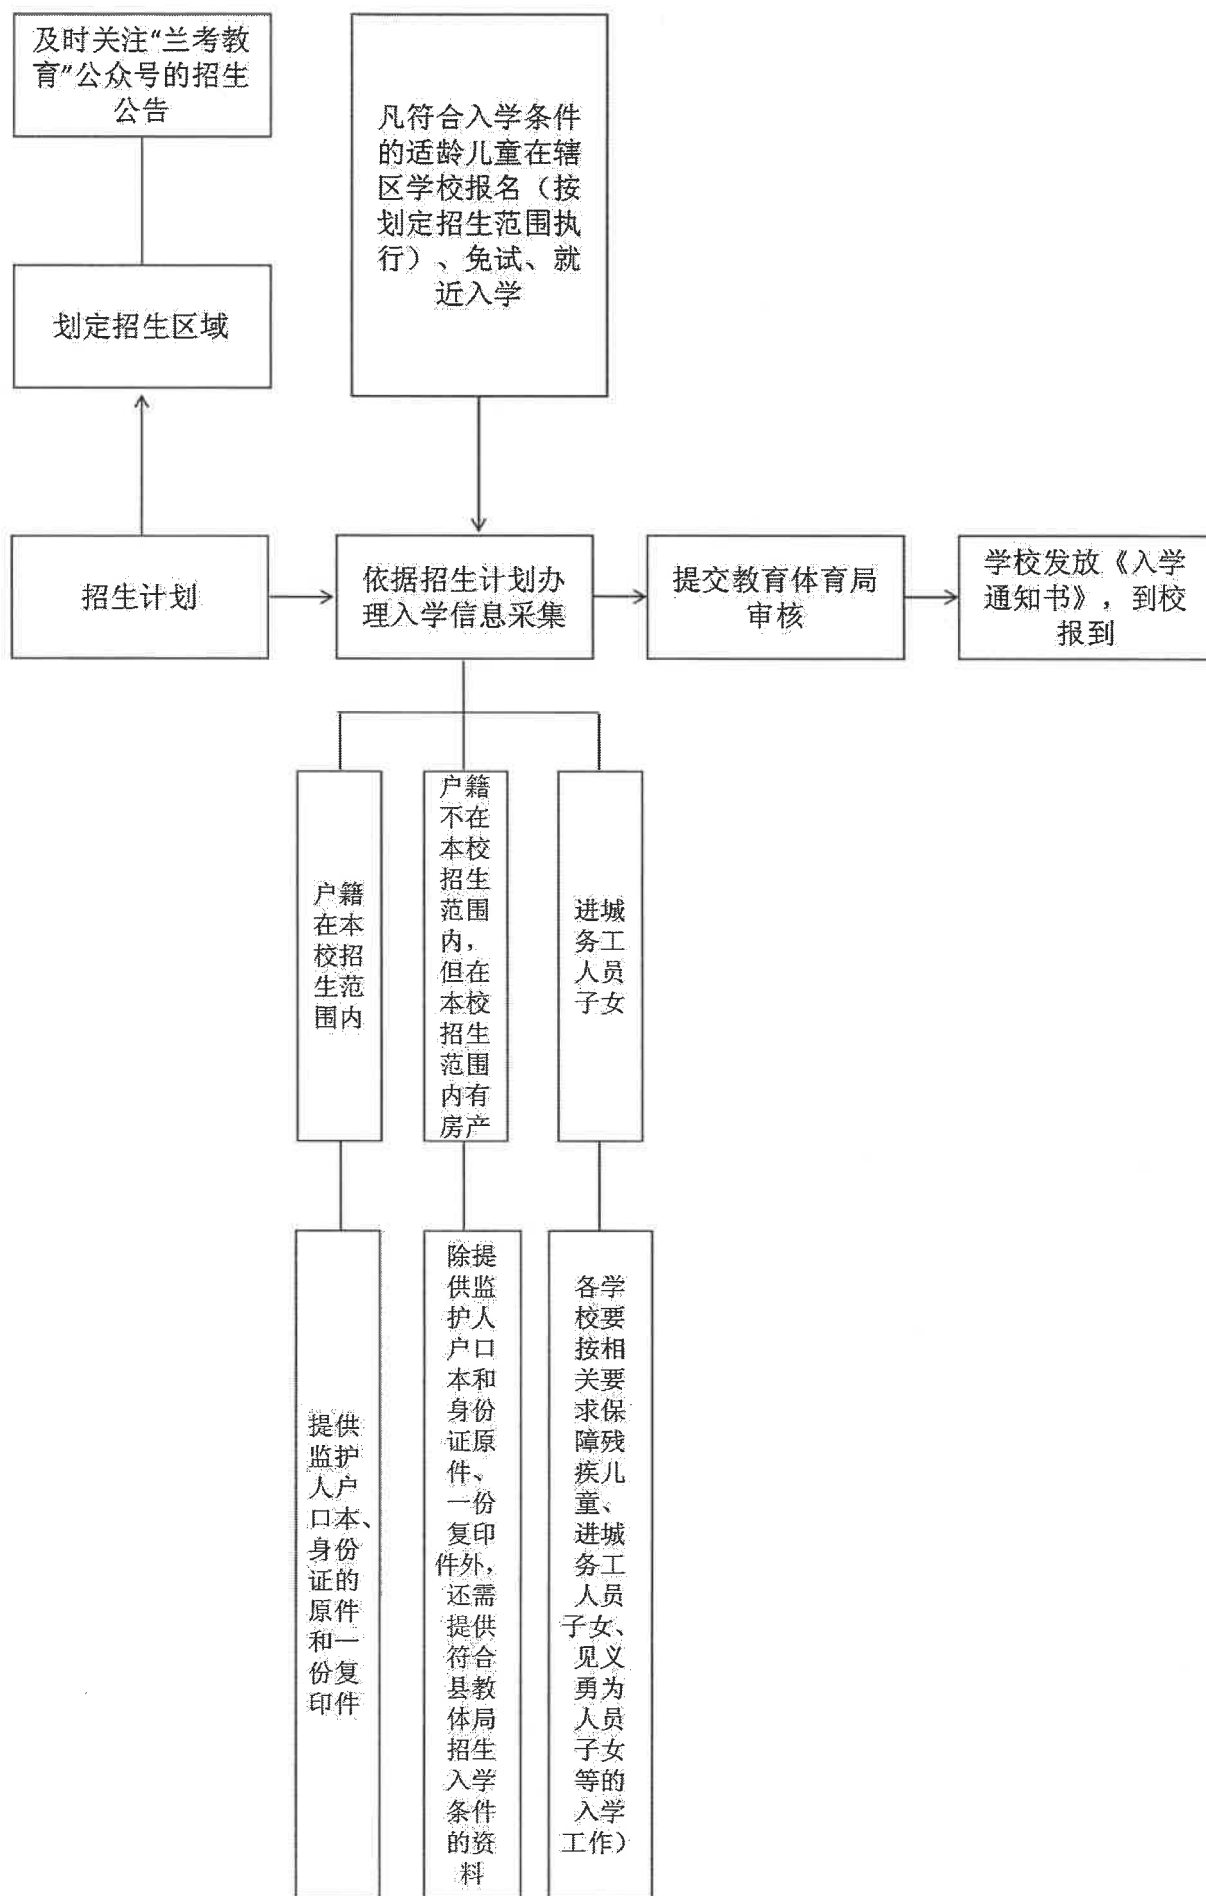 及时关注“兰考教
育”公众号的招生
公告
凡符合入学条件
的适龄儿童在辖
区学校报名（按
划定招生范围执
行）、免试、就
近入学
划定招生区域
招生计划
依据招生计划办
理入学信息采集
提交教育体育局
审核
学校发放《入学
通知书》，到校
报到
户籍
在本
校招
生范
围内
户籍
不在
本校
招生
范围
内，
但在
本校
招生
范围
内有
房产
进城
务工
人员
子女
提供
监护
人户
口本、
身份
证的
原件
和一
份复
印件
除提
供监
护人
户口
本和
身份
证原
件、
一份
复印
件外，
还需
提供
符合
县教
体局
招生
入学
条件
的资
料
各学
校要
按相
关要
求保
障残
疾儿
童、
进城
务工
人员
子女、
见义
勇为
人员
子女
等的
入学
工作）